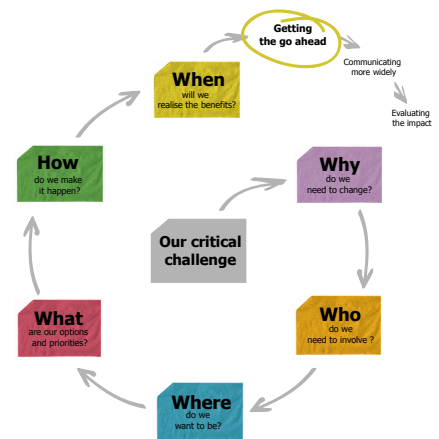 Getting
the go ahead
Communicating
more widely
Evaluating
the impact
When
will we
realise the benefits?
How
do we make
it happen?
Why
do we
need to change?
Our critical
challenge
What
are our options
and priorities?
Who
do we
need to involve ?
Where
do we
want to be?